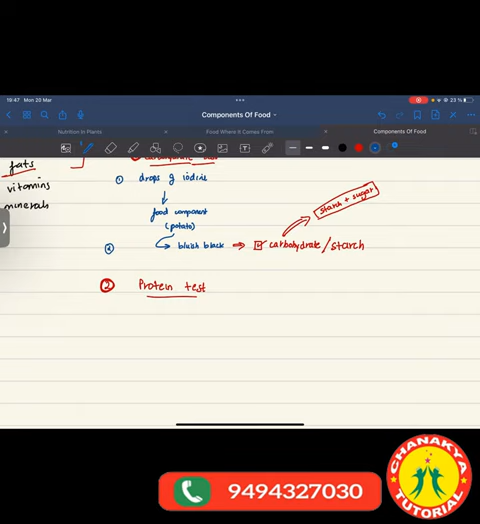 19:47 Mon 20 Mar
23 %
Components Of Food
Nutrition In Plants
Food Where It Comes From
Components Of Food
fats
vitamins
minerals
① drops of iodine
food component
(potato)
bluish black ⇒ carbohydrate/starch
starch + sugar
② Protein test
9494327030
CHANAKYA
TUTORIAL